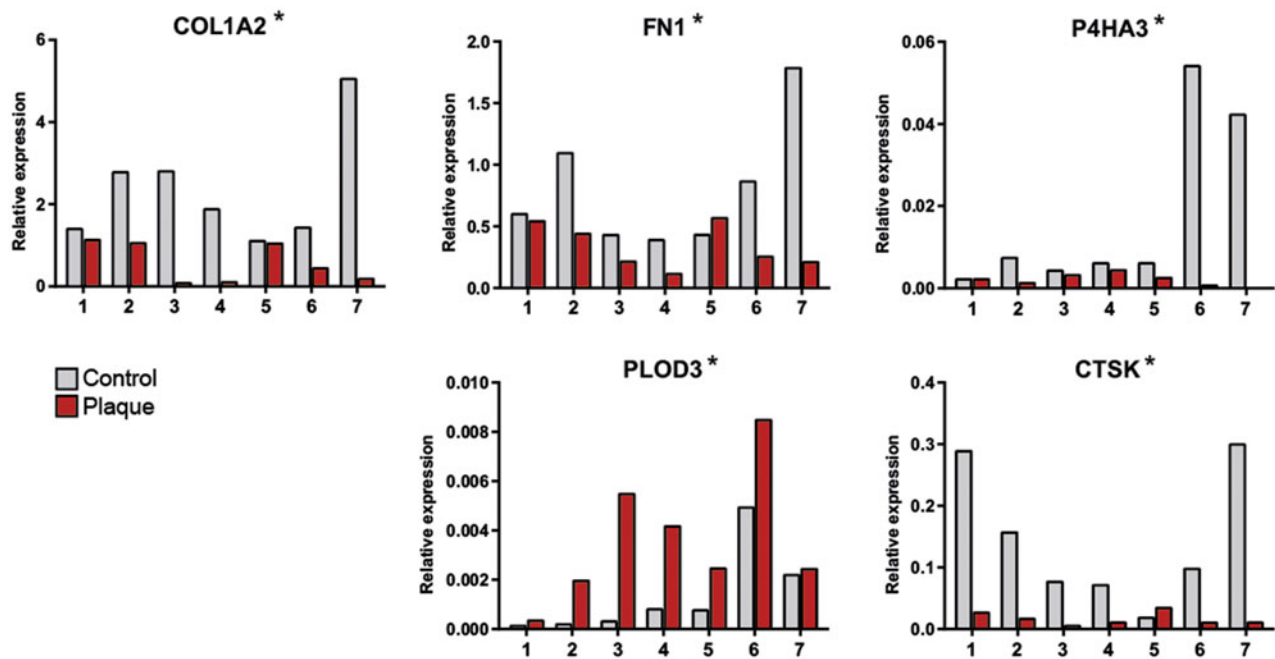 COL1A2 *
Relative expression
6
4
2
0
1 2 3 4 5 6 7
FN1 *
Relative expression
2.0
1.5
1.0
0.5
0.0
1 2 3 4 5 6 7
P4HA3 *
Relative expression
0.06
0.04
0.02
0.00
1 2 3 4 5 6 7
Control
Plaque
PLOD3 *
Relative expression
0.010
0.008
0.006
0.004
0.002
0.000
1 2 3 4 5 6 7
CTSK *
Relative expression
0.4
0.3
0.2
0.1
0.0
1 2 3 4 5 6 7